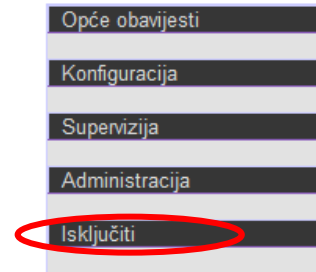 Opće obavijesti
Konfiguracija
Supervizija
Administracija
Isključiti